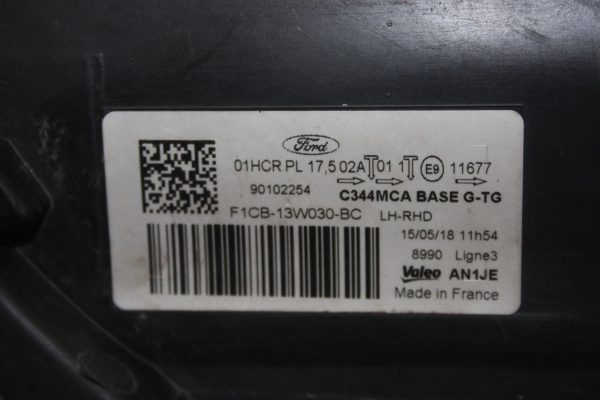 Ford
01HCR PL 17,5 02A 01 1T E9 11677
90102254 C344MCA BASE G-TG
F1CB-13W030-BC LH-RHD
15/05/18 11h54
8990 Ligne3
Valeo AN1JE
Made in France